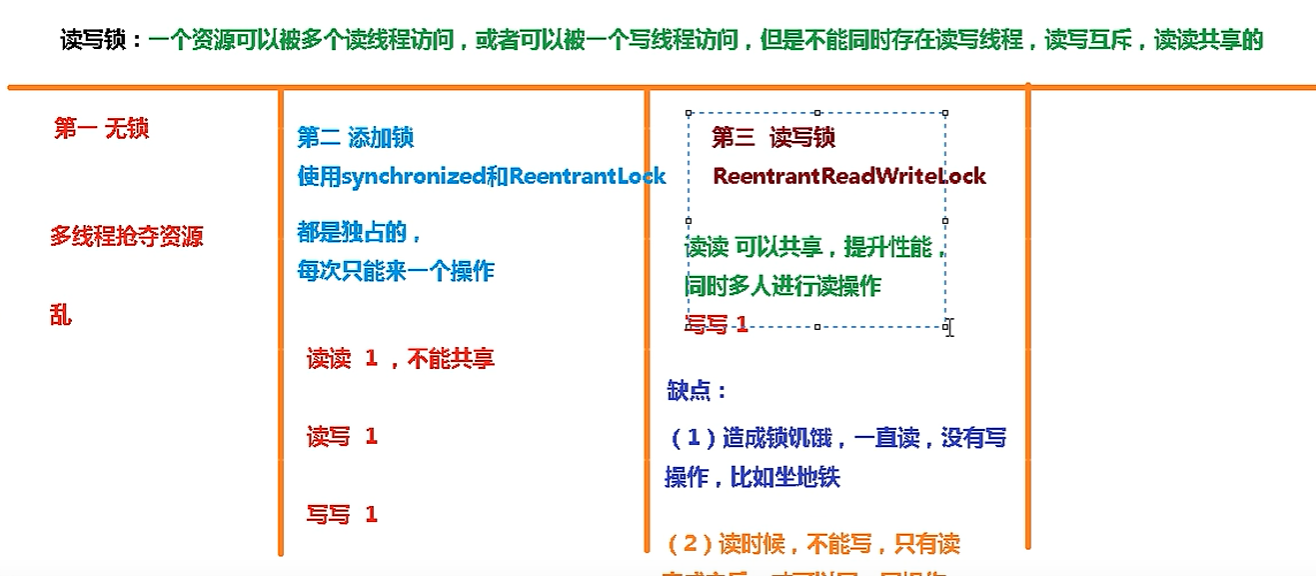 读写锁：一个资源可以被多个读线程访问，或者可以被一个写线程访问，但是不能同时存在读写线程，读写互斥，读读共享的
第一 无锁
多线程抢夺资源
乱
第二 添加锁
使用synchronized和ReentrantLock
都是独占的，
每次只能来一个操作
读读 1 ，不能共享
读写 1
写写 1
第三 读写锁
ReentrantReadWriteLock
读读 可以共享，提升性能，
同时多人进行读操作
写写 1
缺点：
（1）造成锁饥饿，一直读，没有写
操作，比如坐地铁
（2）读时候，不能写，只有读